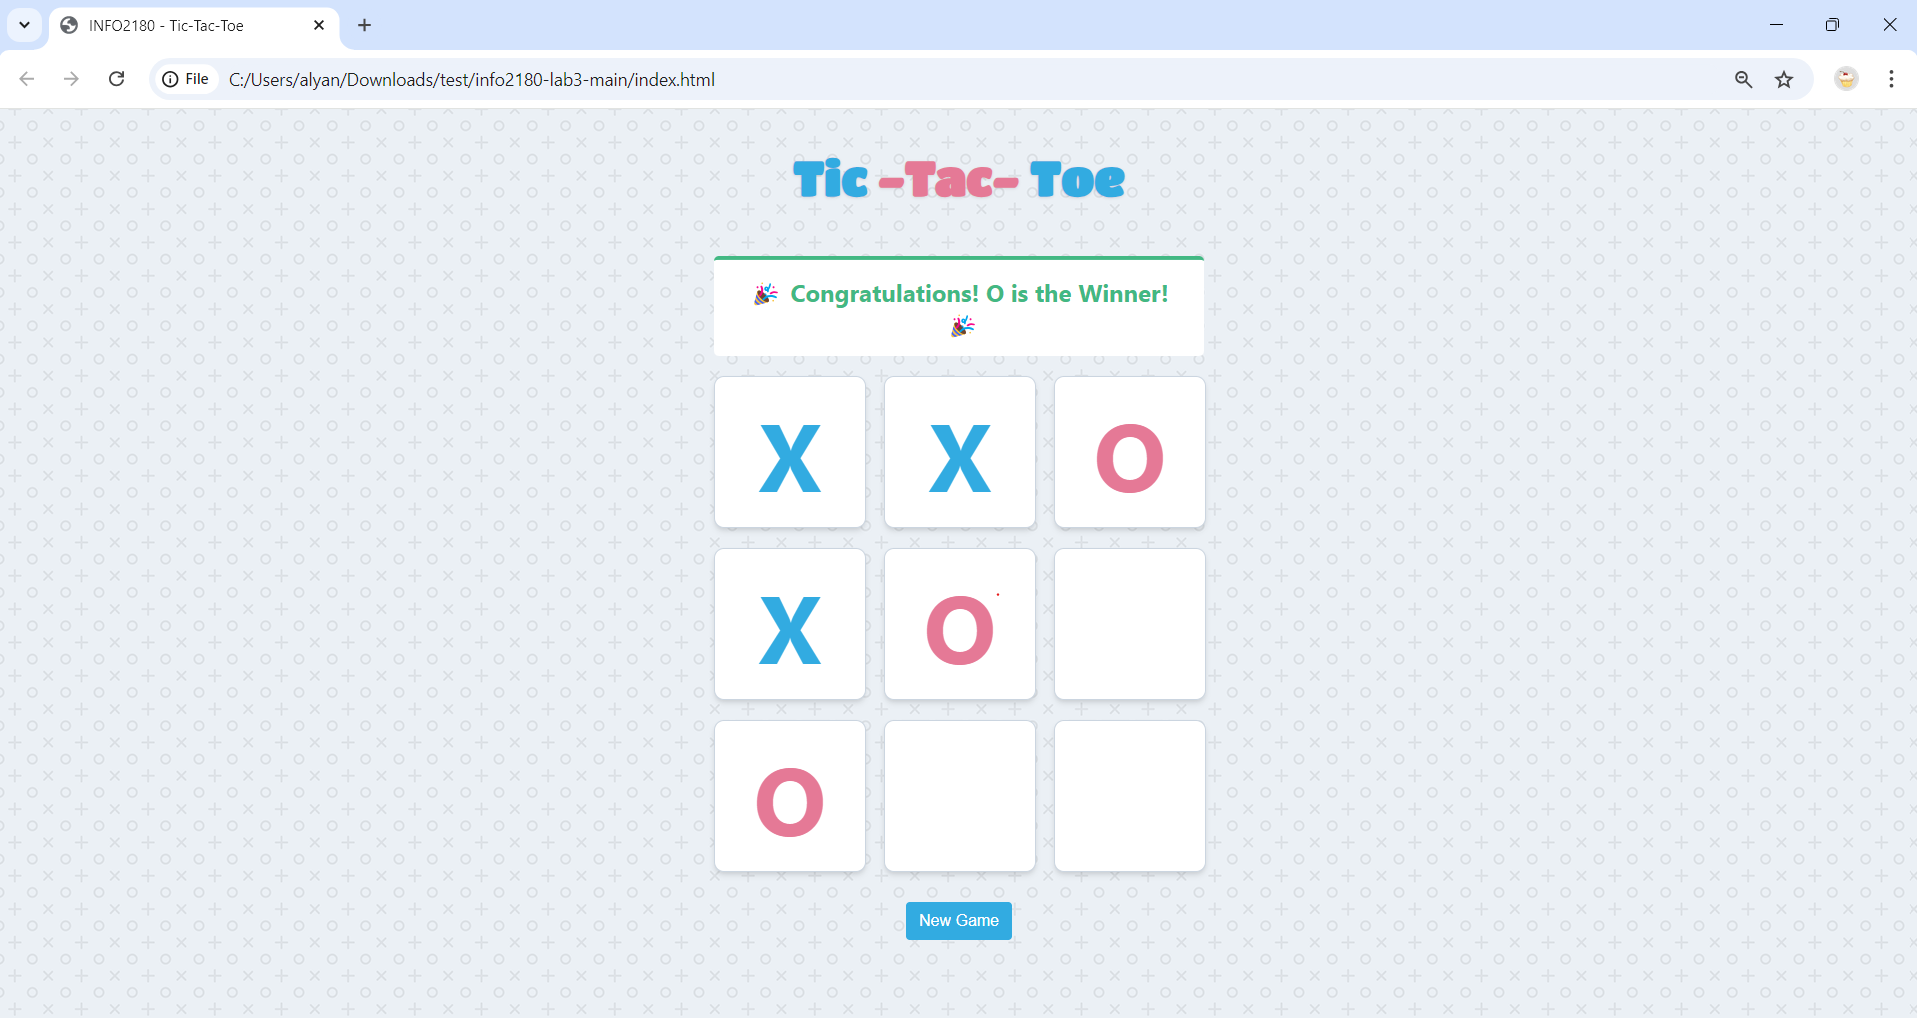 INFO2180 - Tic-Tac-Toe
File C:/Users/alyan/Downloads/test/info2180-lab3-main/index.html
Tic -Tac- Toe
🎉 Congratulations! O is the Winner!
🎉
X X O
X O
O
New Game